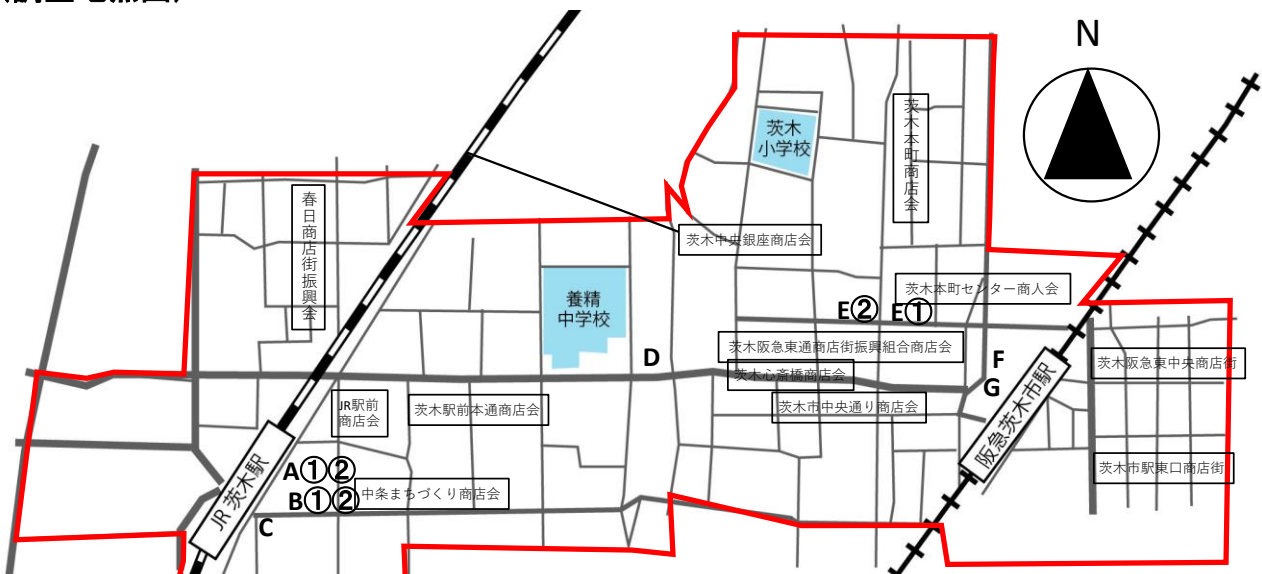 N
茨木
小学校
茨木本町商店会
春日商店街振興会
茨木中央銀座商店会
茨木本町センター商人会
養精
中学校
E② E①
茨木阪急東通商店街振興組合商店会
D
茨木心斎橋商店会
F
G
茨木阪急東中央商店街
JR駅前
商店会
茨木駅前本通商店会
茨木市中央通り商店会
阪急茨木市駅
JR 茨木駅
A①②
B①②
中条まちづくり商店会
C
茨木市駅東口商店街